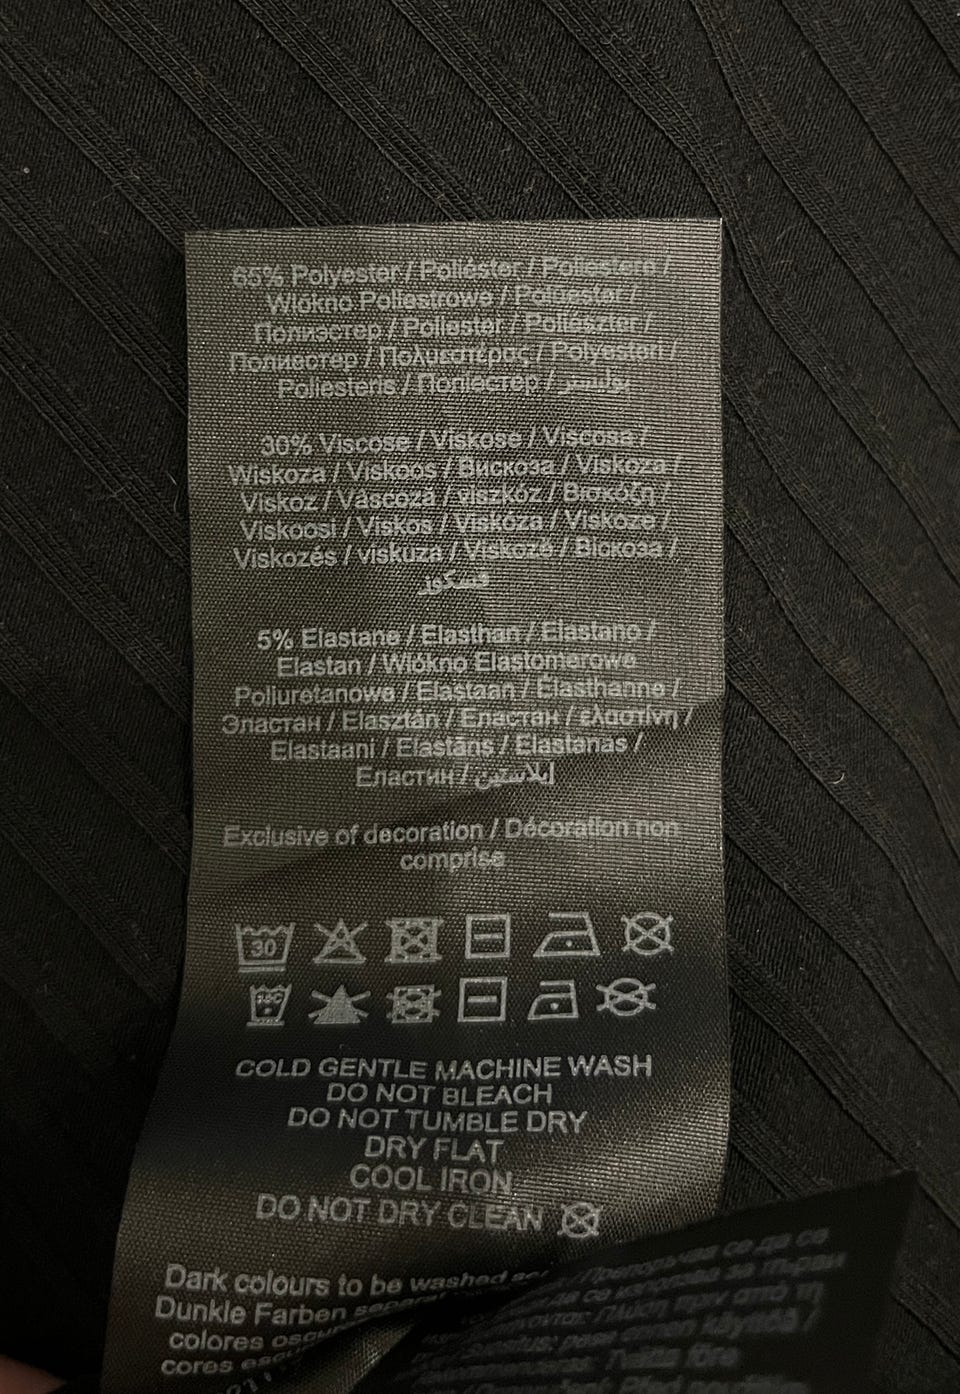 65% Polyester / Poliéster / Poliestere /
Włókno Poliestrowe / Polyester /
Полиэстер / Poliester / Poliészter /
Полиестер / Πολυεστέρας / Polyesteri /
Poliesteris / Поліестер / بوليستر
30% Viscose / Viskose / Viscosa /
Wiskoza / Viskoos / Вискоза / Viskoza /
Viskoz / Vâscoză / viszkóz / Βισκόζη /
Viskoosi / Viskos / Viskóza / Viskoze /
Viskozės / viskuza / Viskozė / Віскоза /
فسكوز
5% Elastane / Elasthan / Elastano /
Elastan / Włókno Elastomerowe
Poliuretanowe / Elastaan / Élasthanne /
Эластан / Elasztán / Еластан / ελαστίνη /
Elastaani / Elastāns / Elastanas /
Еластин / إيلاستين
Exclusive of decoration / Décoration non
comprise
30
COLD GENTLE MACHINE WASH
DO NOT BLEACH
DO NOT TUMBLE DRY
DRY FLAT
COOL IRON
DO NOT DRY CLEAN
Dark colours to be washed
Dunkle Farben
colores
cores